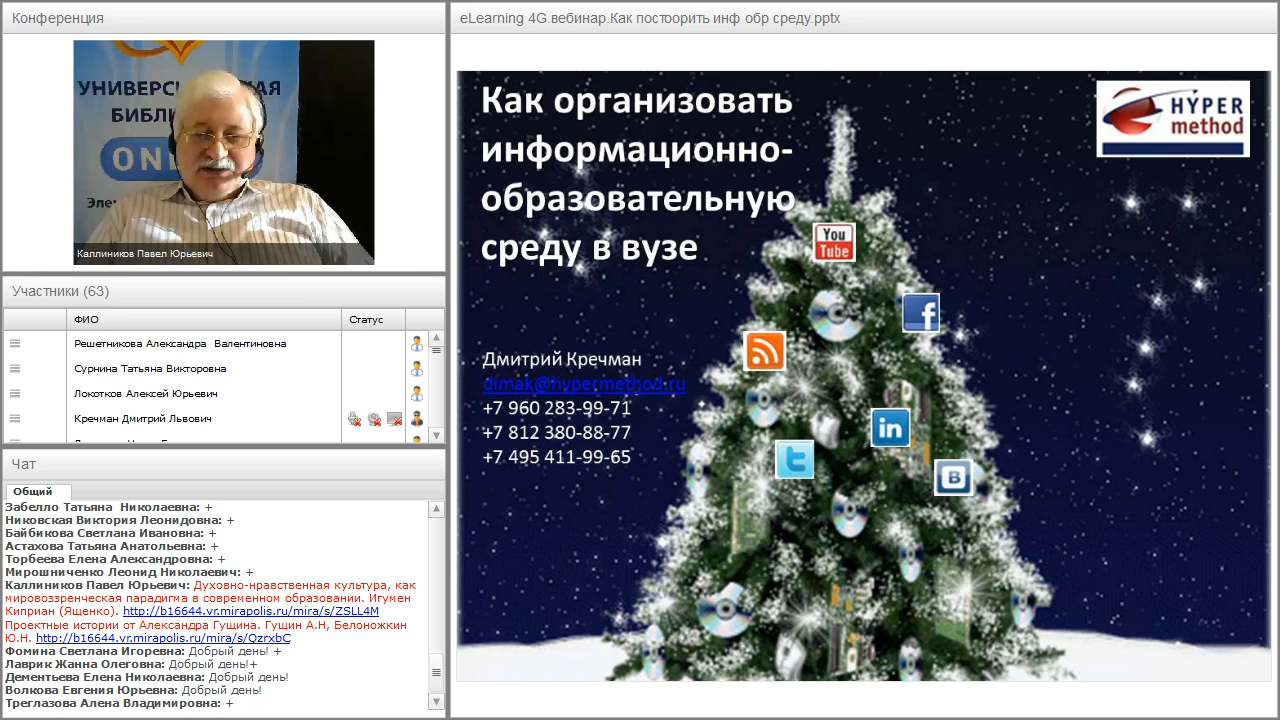 Конференция
УНИВЕРС
КАЯ
БИБЛ
ON
Эле
Каллиников Павел Юрьевич
Участники (63)
ФИО
Статус
Решетникова Александра Валентиновна
Сурнина Татьяна Викторовна
Локотков Алексей Юрьевич
Кречман Дмитрий Львович
Чат
Общий
Забелло Татьяна Николаевна: +
Никовская Виктория Леонидовна: +
Байбикова Светлана Ивановна: +
Астахова Татьяна Анатольевна: +
Торбеева Елена Александровна: +
Мирошниченко Леонид Николаевич: +
Каллиников Павел Юрьевич: Духовно-нравственная культура, как
мировоззренческая парадигма в современном образовании. Игумен
Киприан (Ященко). http://b16644.vr.mirapolis.ru/mira/s/ZSLL4M
Проектные истории от Александра Гущина. Гущин А.Н, Белоножкин
Ю.Н. http://b16644.vr.mirapolis.ru/mira/s/QzrxbC
Фомина Светлана Игоревна: Добрый день! +
Лаврик Жанна Олеговна: Добрый день!+
Дементьева Елена Николаевна: Добрый день!
Волкова Евгения Юрьевна: Добрый день!
Треглазова Алена Владимировна: +
eLearning 4G.вебинар.Как постоорить инф обр среду.pptx
Как организовать
информационно-
образовательную
среду в вузе
HYPER
method
You
Tube
f
in
t
B
Дмитрий Кречман
dimak@hypermethod.ru
+7 960 283-99-71
+7 812 380-88-77
+7 495 411-99-65